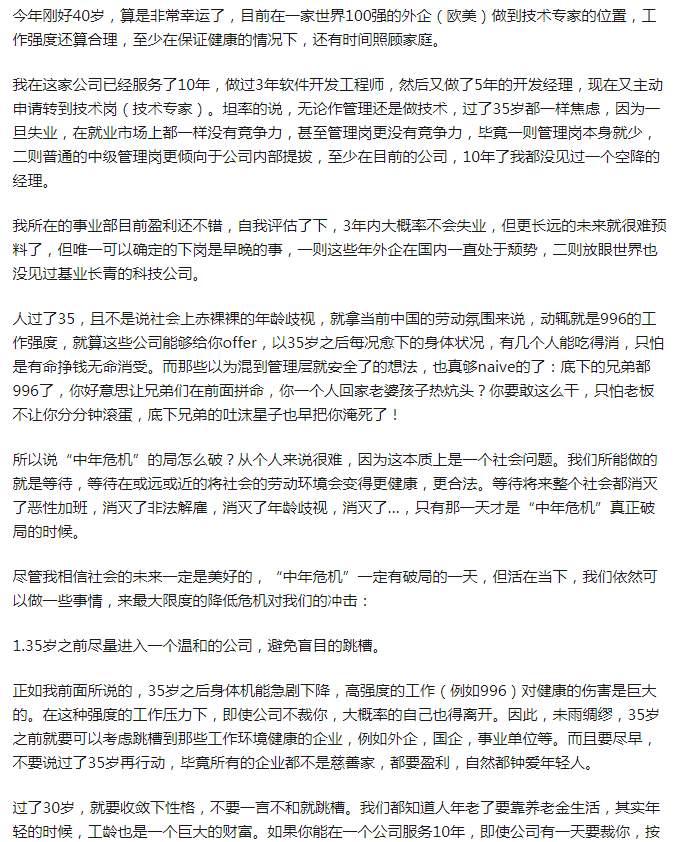 今年刚好40岁，算是非常幸运了，目前在一家世界100强的外企（欧美）做到技术专家的位置，工
作强度还算合理，至少在保证健康的情况下，还有时间照顾家庭。
我在这家公司已经服务了10年，做过3年软件开发工程师，然后又做了5年的开发经理，现在又主动
申请转到技术岗（技术专家）。坦率的说，无论作管理还是做技术，过了35岁都一样焦虑，因为一
旦失业，在就业市场上都一样没有竞争力，甚至管理岗更没有竞争力，毕竟一则管理岗本身就少，
二则普通的中级管理岗更倾向于公司内部提拔，至少在目前的公司，10年了我都没见过一个空降的
经理。
我所在的事业部目前盈利还不错，自我评估了下，3年内大概率不会失业，但更长远的未来就很难预
料了，但唯一可以确定的下岗是早晚的事，一则这些年外企在国内一直处于颓势，二则放眼世界也
没见过基业长青的科技公司。
人过了35，且不是说社会上赤裸裸的年龄歧视，就拿当前中国的劳动氛围来说，动辄就是996的工
作强度，就算这些公司能够给你offer，以35岁之后每况愈下的身体状况，有几个人能吃得消，只怕
是有命挣钱无命消受。而那些以为混到管理层就安全了的想法，也真够naive的了：底下的兄弟都
996了，你好意思让兄弟们在前面拼命，你一个人回家老婆孩子热炕头？你要敢这么干，只怕老板
不让你分分钟滚蛋，底下兄弟的吐沫星子也早把你淹死了！
所以说“中年危机”的局怎么破？从个人来说很难，因为这本质上是一个社会问题。我们所能做的
就是等待，等待在或远或近的将社会的劳动环境会变得更健康，更合法。等待将来整个社会都消灭
了恶性加班，消灭了非法解雇，消灭了年龄歧视，消灭了...，只有那一天才是“中年危机”真正破
局的时候。
尽管我相信社会的未来一定是美好的，“中年危机”一定有破局的一天，但活在当下，我们依然可
以做一些事情，来最大限度的降低危机对我们的冲击：
1.35岁之前尽量进入一个温和的公司，避免盲目的跳槽。
正如我前面所说的，35岁之后身体机能急剧下降，高强度的工作（例如996）对健康的伤害是巨大
的。在这种强度的工作压力下，即使公司不裁你，大概率的自己也得离开。因此，未雨绸缪，35岁
之前就要可以考虑跳槽到那些工作环境健康的企业，例如外企，国企，事业单位等。而且要尽早，
不要说过了35岁再行动，毕竟所有的企业都不是慈善家，都要盈利，自然都钟爱年轻人。
过了30岁，就要收敛下性格，不要一言不和就跳槽。我们都知道人年老了要靠养老金生活，其实年
轻的时候，工龄也是一个巨大的财富。如果你能在一个公司服务10年，即使公司有一天要裁你，按